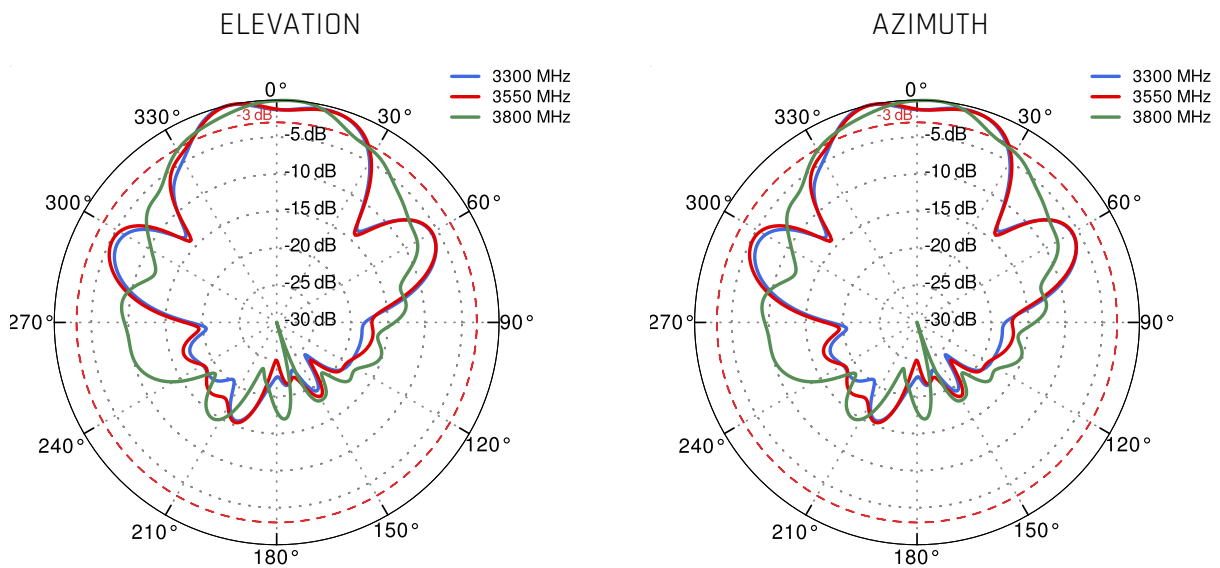 ELEVATION
3300 MHz
3550 MHz
3800 MHz
0°
330°
-3 dB
30°
-5 dB
-10 dB
300°
60°
-15 dB
-20 dB
-25 dB
270°
-30 dB
90°
240°
120°
210°
150°
180°
AZIMUTH
3300 MHz
3550 MHz
3800 MHz
0°
330°
-3 dB
30°
-5 dB
-10 dB
300°
60°
-15 dB
-20 dB
-25 dB
270°
-30 dB
90°
240°
120°
210°
150°
180°